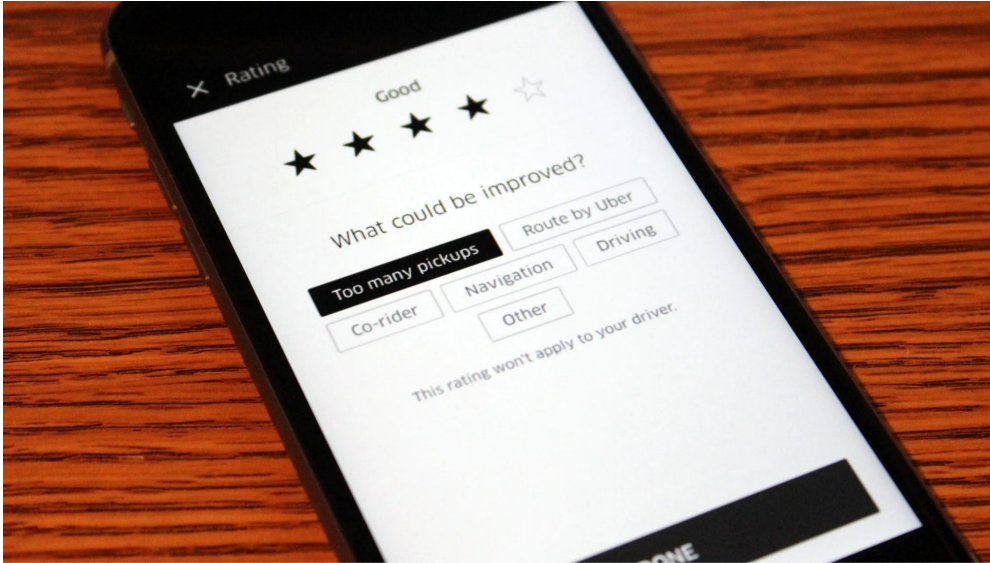 Rating
Good
What could be improved?
Too many pickups Route by Uber
Co-rider Navigation Driving
Other
This rating won't apply to your driver.
DONE